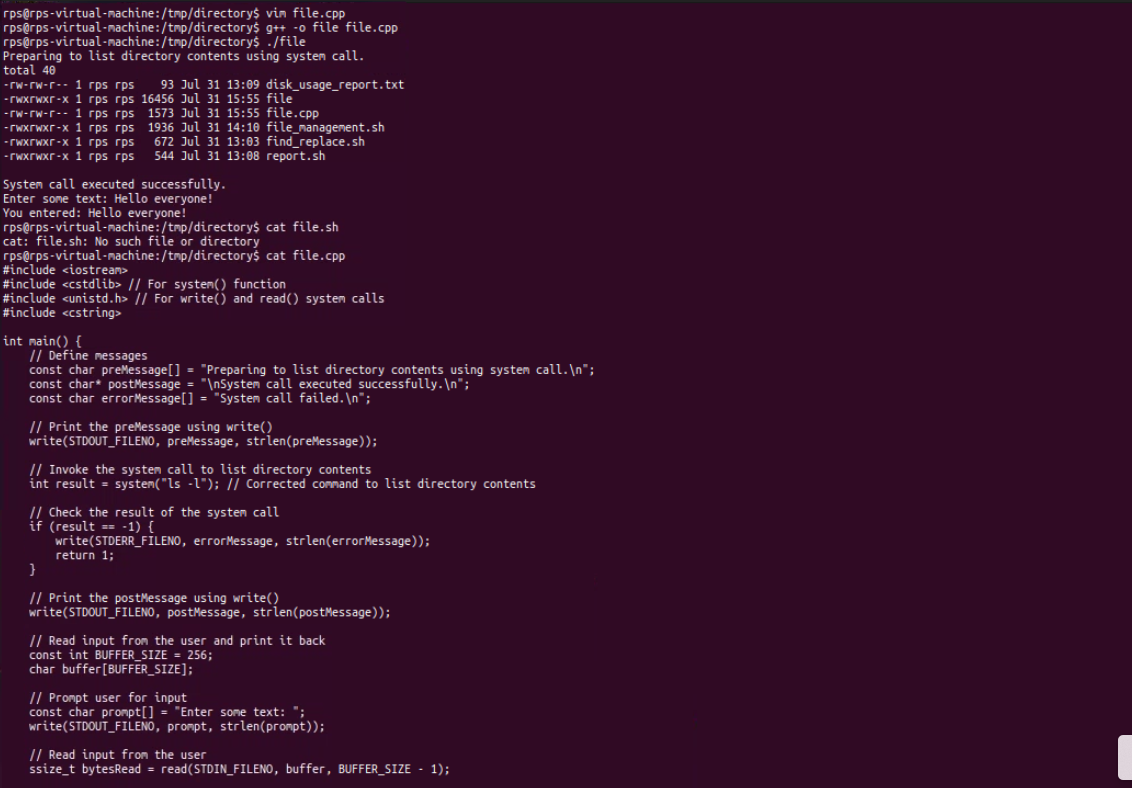 rps@rps-virtual-machine:/tmp/directory$ vim file.cpp
rps@rps-virtual-machine:/tmp/directory$ g++ -o file file.cpp
rps@rps-virtual-machine:/tmp/directory$ ./file
Preparing to list directory contents using system call.
total 40
-rw-rw-r-- 1 rps rps    93 Jul 31 13:09 disk_usage_report.txt
-rwxrwxr-x 1 rps rps 16456 Jul 31 15:55 file
-rw-rw-r-- 1 rps rps  1573 Jul 31 15:55 file.cpp
-rwxrwxr-x 1 rps rps  1936 Jul 31 14:10 file_management.sh
-rwxrwxr-x 1 rps rps   672 Jul 31 13:03 find_replace.sh
-rwxrwxr-x 1 rps rps   544 Jul 31 13:08 report.sh

System call executed successfully.
Enter some text: Hello everyone!
You entered: Hello everyone!
rps@rps-virtual-machine:/tmp/directory$ cat file.sh
cat: file.sh: No such file or directory
rps@rps-virtual-machine:/tmp/directory$ cat file.cpp
#include <iostream>
#include <cstdlib> // For system() function
#include <unistd.h> // For write() and read() system calls
#include <cstring>

int main() {
    // Define messages
    const char preMessage[] = "Preparing to list directory contents using system call.\n";
    const char* postMessage = "\nSystem call executed successfully.\n";
    const char errorMessage[] = "System call failed.\n";

    // Print the preMessage using write()
    write(STDOUT_FILENO, preMessage, strlen(preMessage));

    // Invoke the system call to list directory contents
    int result = system("ls -l"); // Corrected command to list directory contents

    // Check the result of the system call
    if (result == -1) {
        write(STDERR_FILENO, errorMessage, strlen(errorMessage));
        return 1;
    }

    // Print the postMessage using write()
    write(STDOUT_FILENO, postMessage, strlen(postMessage));

    // Read input from the user and print it back
    const int BUFFER_SIZE = 256;
    char buffer[BUFFER_SIZE];

    // Prompt user for input
    const char prompt[] = "Enter some text: ";
    write(STDOUT_FILENO, prompt, strlen(prompt));

    // Read input from the user
    ssize_t bytesRead = read(STDIN_FILENO, buffer, BUFFER_SIZE - 1);